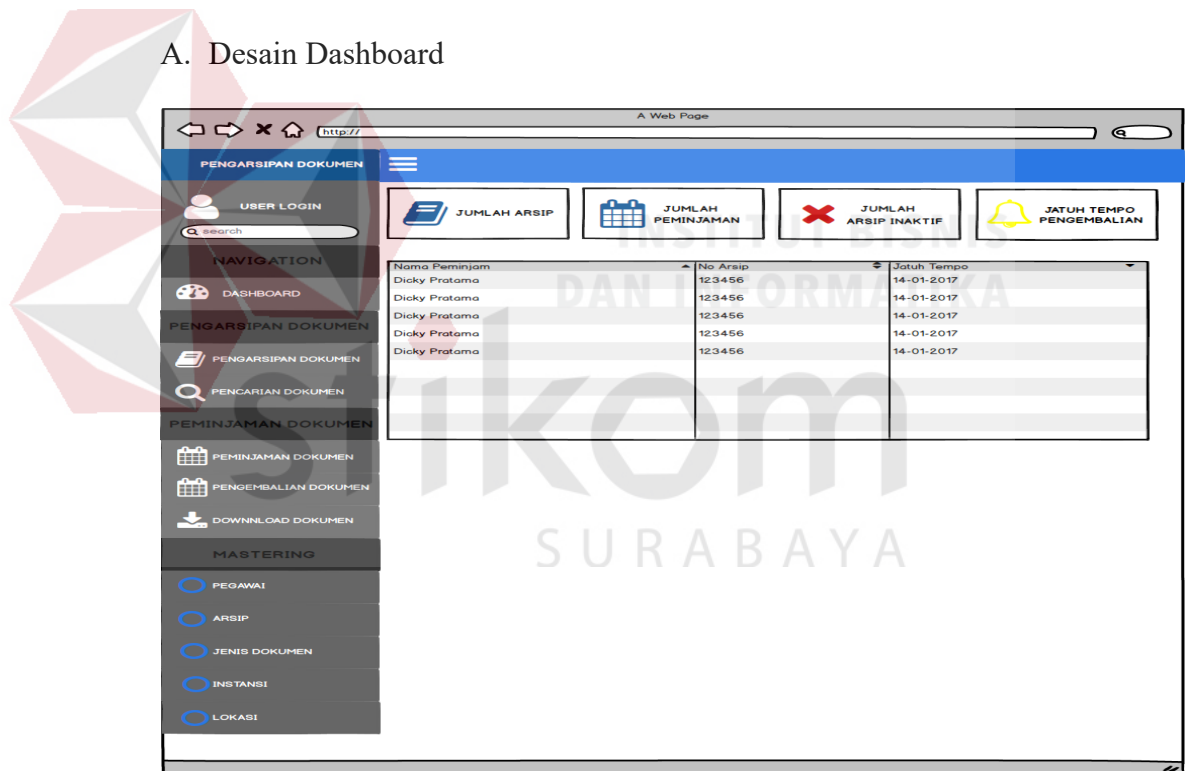 A. Desain Dashboard
A Web Page
http://
PENGARSIPAN DOKUMEN
USER LOGIN
search
NAVIGATION
DASHBOARD
PENGARSIPAN DOKUMEN
PENGARSIPAN DOKUMEN
PENCARIAN DOKUMEN
PEMINJAMAN DOKUMEN
PEMINJAMAN DOKUMEN
PENGEMBALIAN DOKUMEN
DOWNNLOAD DOKUMEN
MASTERING
PEGAWAI
ARSIP
JENIS DOKUMEN
INSTANSI
LOKASI
JUMLAH ARSIP
JUMLAH
PEMINJAMAN
JUMLAH
ARSIP INAKTIF
JATUH TEMPO
PENGEMBALIAN
Nama Peminjam No Arsip Jatuh Tempo
Dicky Pratama 123456 14-01-2017
Dicky Pratama 123456 14-01-2017
Dicky Pratama 123456 14-01-2017
Dicky Pratama 123456 14-01-2017
Dicky Pratama 123456 14-01-2017
INSTITUT BISNIS
DAN INFORMATIKA
stikom
SURABAYA